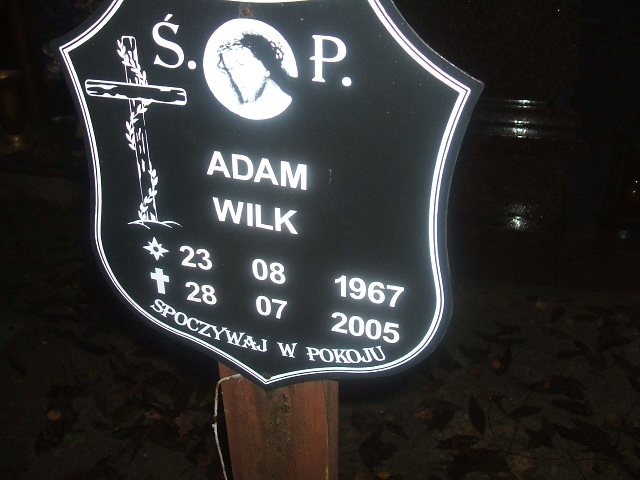 Ś. P.
ADAM
WILK
23 08 1967
28 07 2005
SPOCZYWAJ W POKOJU